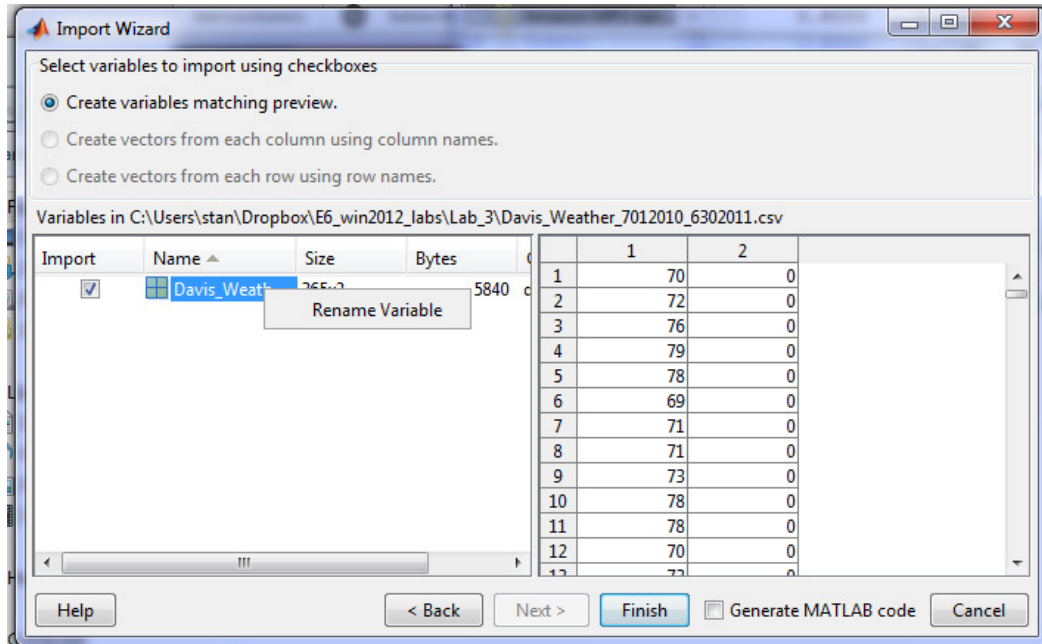 Import Wizard
Select variables to import using checkboxes
Create variables matching preview.
Create vectors from each column using column names.
Create vectors from each row using row names.
Variables in C:\Users\stan\Dropbox\E6_win2012_labs\Lab_3\Davis_Weather_7012010_6302011.csv
Import Name Size Bytes
Davis_Weath 5840
Rename Variable
1 2
1 70 0
2 72 0
3 76 0
4 79 0
5 78 0
6 69 0
7 71 0
8 71 0
9 73 0
10 78 0
11 78 0
12 70 0
Help < Back Next > Finish Generate MATLAB code Cancel